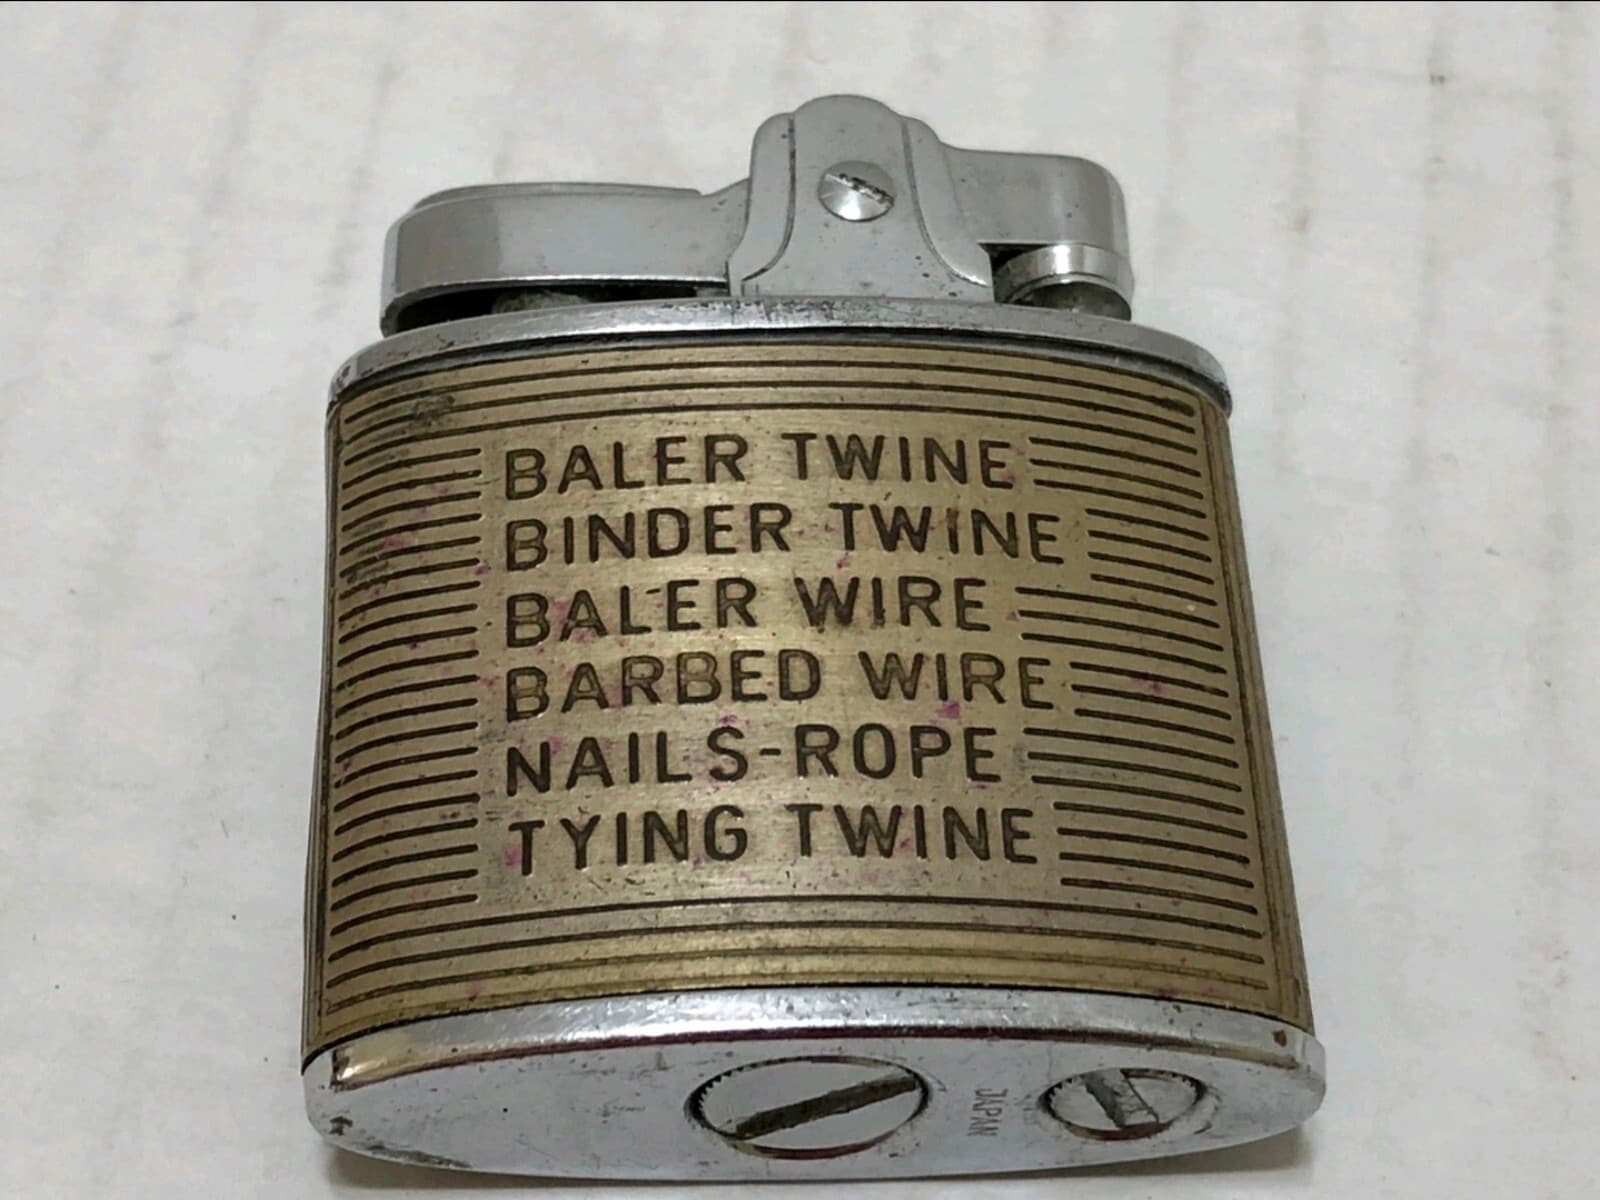 BALER TWINE
BINDER TWINE
BALER WIRE
BARBED WIRE
NAILS-ROPE
TYING TWINE
JAPAN